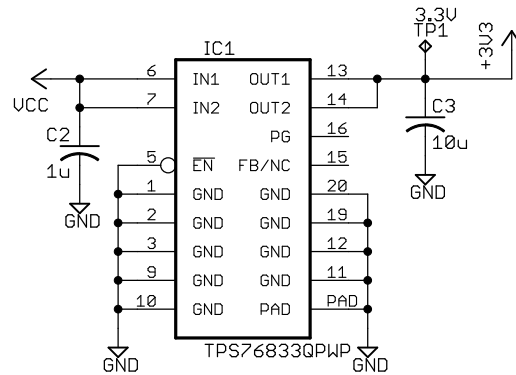 3.3V
TP1
+3V3
IC1
6 IN1 OUT1 13
7 IN2 OUT2 14
VCC
C2
1u
GND
PG 16
C3
10u
GND
5 EN FB/NC 15
1 GND GND 20
2 GND GND 19
3 GND GND 12
9 GND GND 11
10 GND PAD PAD
TPS76833QPWP
GND
GND